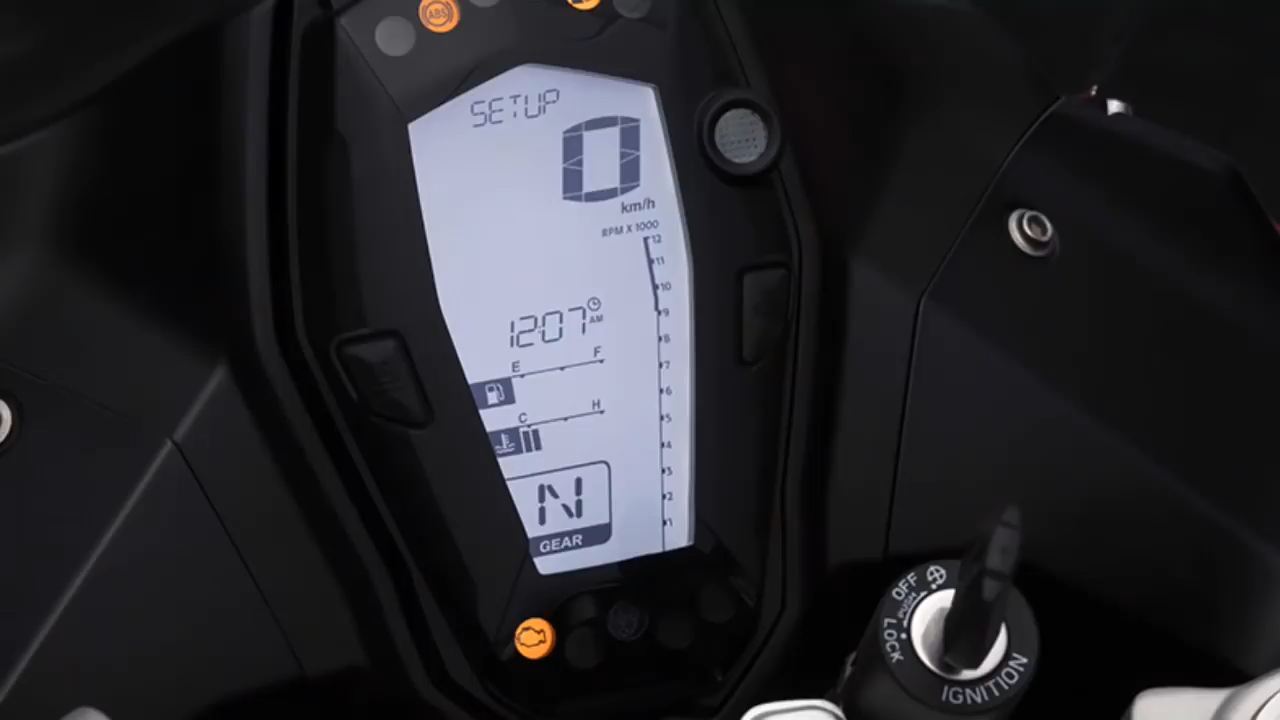 ABS
SETUP
0
km/h
RPM X 1000
12
11
10
9
8
7
6
5
4
3
2
1
12:07
AM
E F
C H
N
GEAR
OFF
PUSH
LOCK
IGNITION